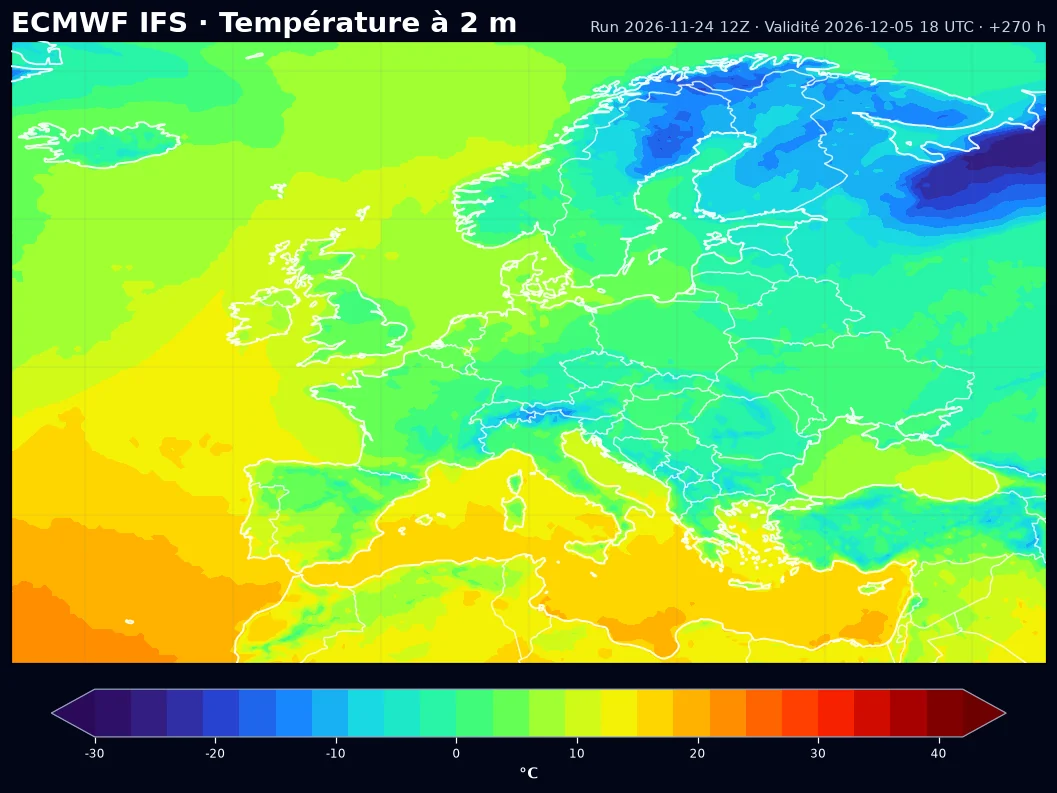 ECMWF IFS · Température à 2 m
Run 2026-11-24 12Z · Validité 2026-12-05 18 UTC · +270 h
-30 -20 -10 0 10 20 30 40
°C